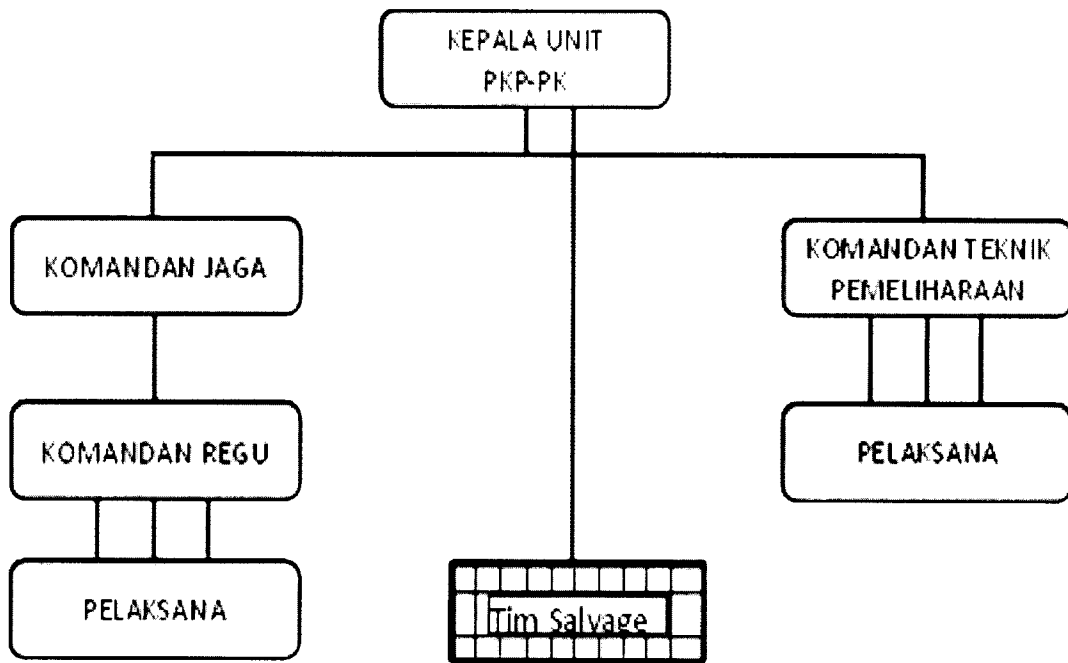 KEPALA UNIT
PKP-PK
KOMANDAN JAGA
KOMANDAN TEKNIK
PEMELIHARAAN
KOMANDAN REGU
PELAKSANA
PELAKSANA
Tim Salvage